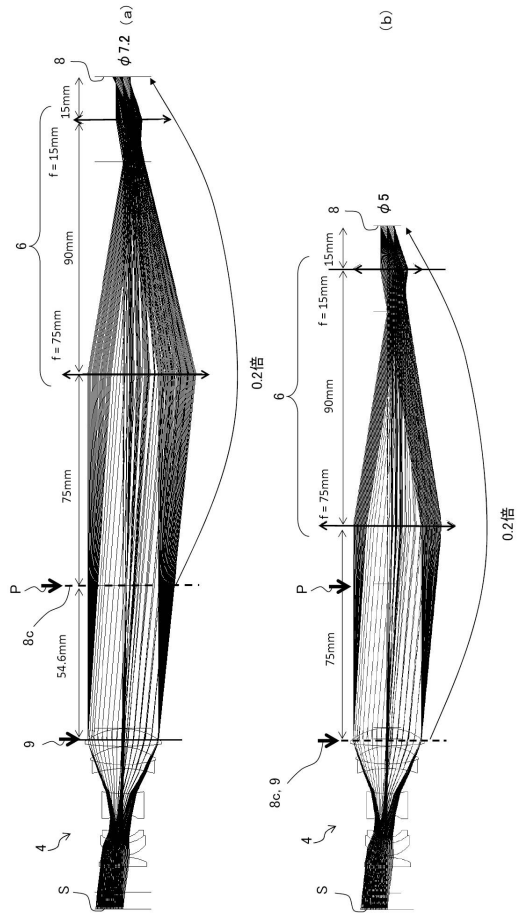 (a)
φ7.2
8
15mm
f = 15mm
6
90mm
f = 75mm
0.2倍
75mm
P
8c
54.6mm
9
4
S
(b)
φ5
8
15mm
f = 15mm
6
90mm
f = 75mm
0.2倍
P
75mm
8c, 9
4
S